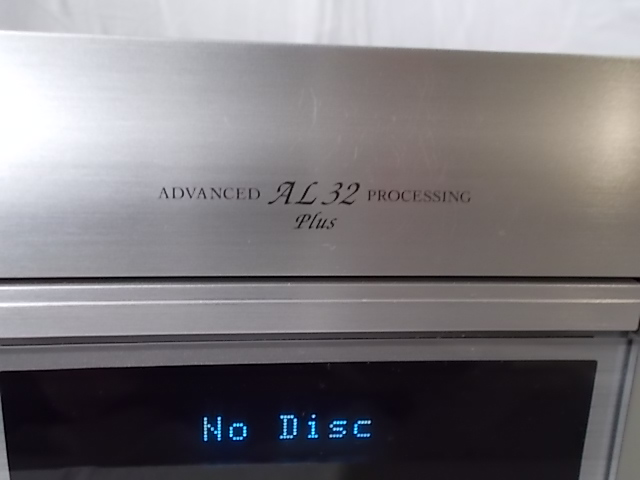 ADVANCED AL 32 PROCESSING
Plus
No Disc